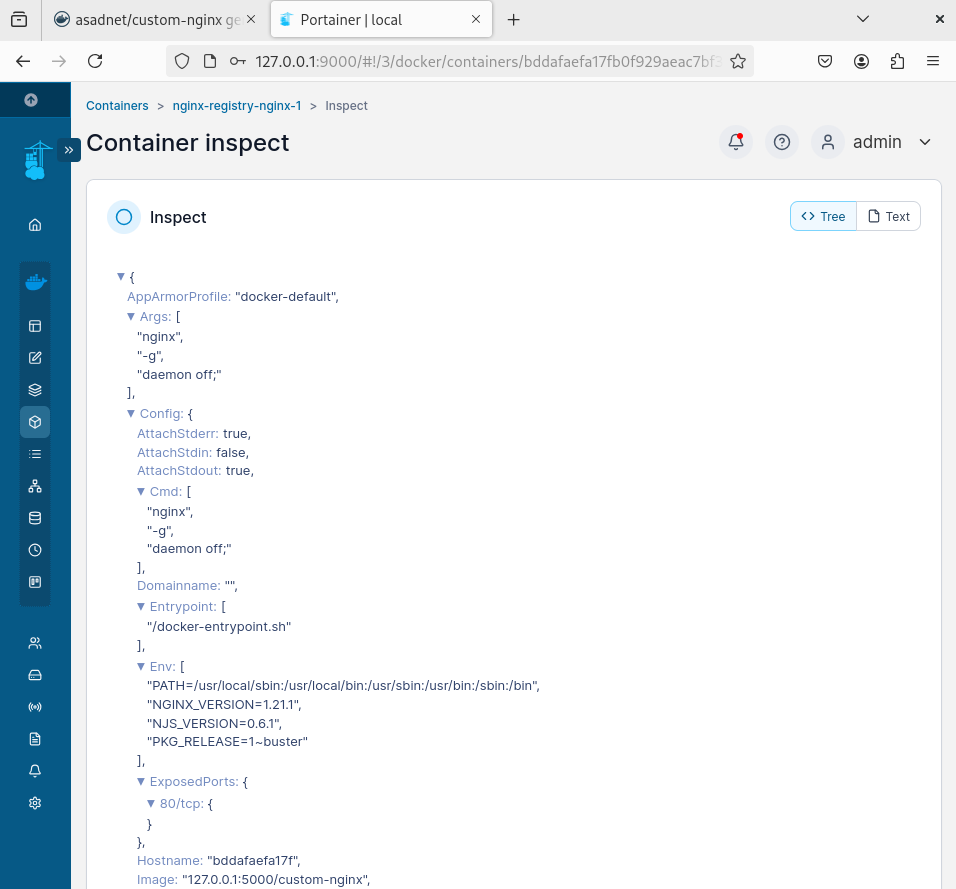 asadnet/custom-nginx ge
Portainer | local
127.0.0.1:9000/#!/3/docker/containers/bddafaefa17fb0f929aeac7bf3
Containers > nginx-registry-nginx-1 > Inspect
Container inspect
admin
Inspect
Tree
Text
{
AppArmorProfile: "docker-default",
Args: [
"nginx",
"-g",
"daemon off;"
],
Config: {
AttachStderr: true,
AttachStdin: false,
AttachStdout: true,
Cmd: [
"nginx",
"-g",
"daemon off;"
],
Domainname: "",
Entrypoint: [
"/docker-entrypoint.sh"
],
Env: [
"PATH=/usr/local/sbin:/usr/local/bin:/usr/sbin:/usr/bin:/sbin:/bin",
"NGINX_VERSION=1.21.1",
"NJS_VERSION=0.6.1",
"PKG_RELEASE=1~buster"
],
ExposedPorts: {
80/tcp: {
}
},
Hostname: "bddafaefa17f",
Image: "127.0.0.1:5000/custom-nginx",